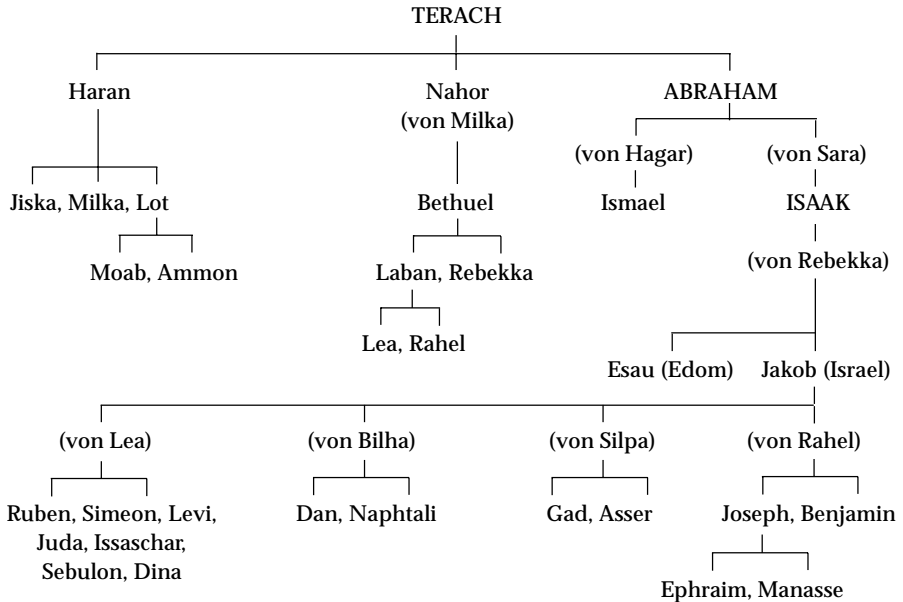 TERACH
Haran
Nahor
(von Milka)
ABRAHAM
(von Hagar)
(von Sara)
Jiska, Milka, Lot
Bethuel
Ismael
ISAAK
Moab, Ammon
Laban, Rebekka
(von Rebekka)
Lea, Rahel
Esau (Edom)
Jakob (Israel)
(von Lea)
(von Bilha)
(von Silpa)
(von Rahel)
Ruben, Simeon, Levi,
Juda, Issaschar,
Sebulon, Dina
Dan, Naphtali
Gad, Asser
Joseph, Benjamin
Ephraim, Manasse